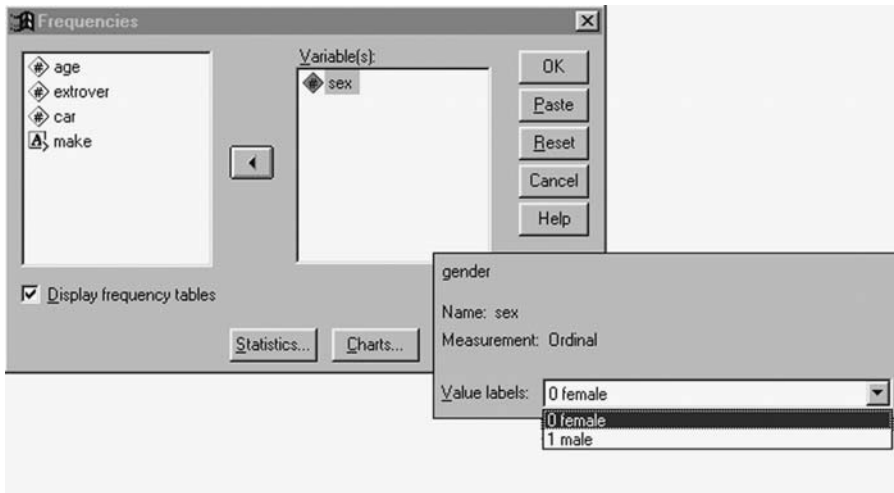 Frequencies
age
extrover
car
make
Variable(s):
sex
OK
Paste
Reset
Cancel
Help
Display frequency tables
Statistics...
Charts...
gender
Name: sex
Measurement: Ordinal
Value labels: 0 female
0 female
1 male